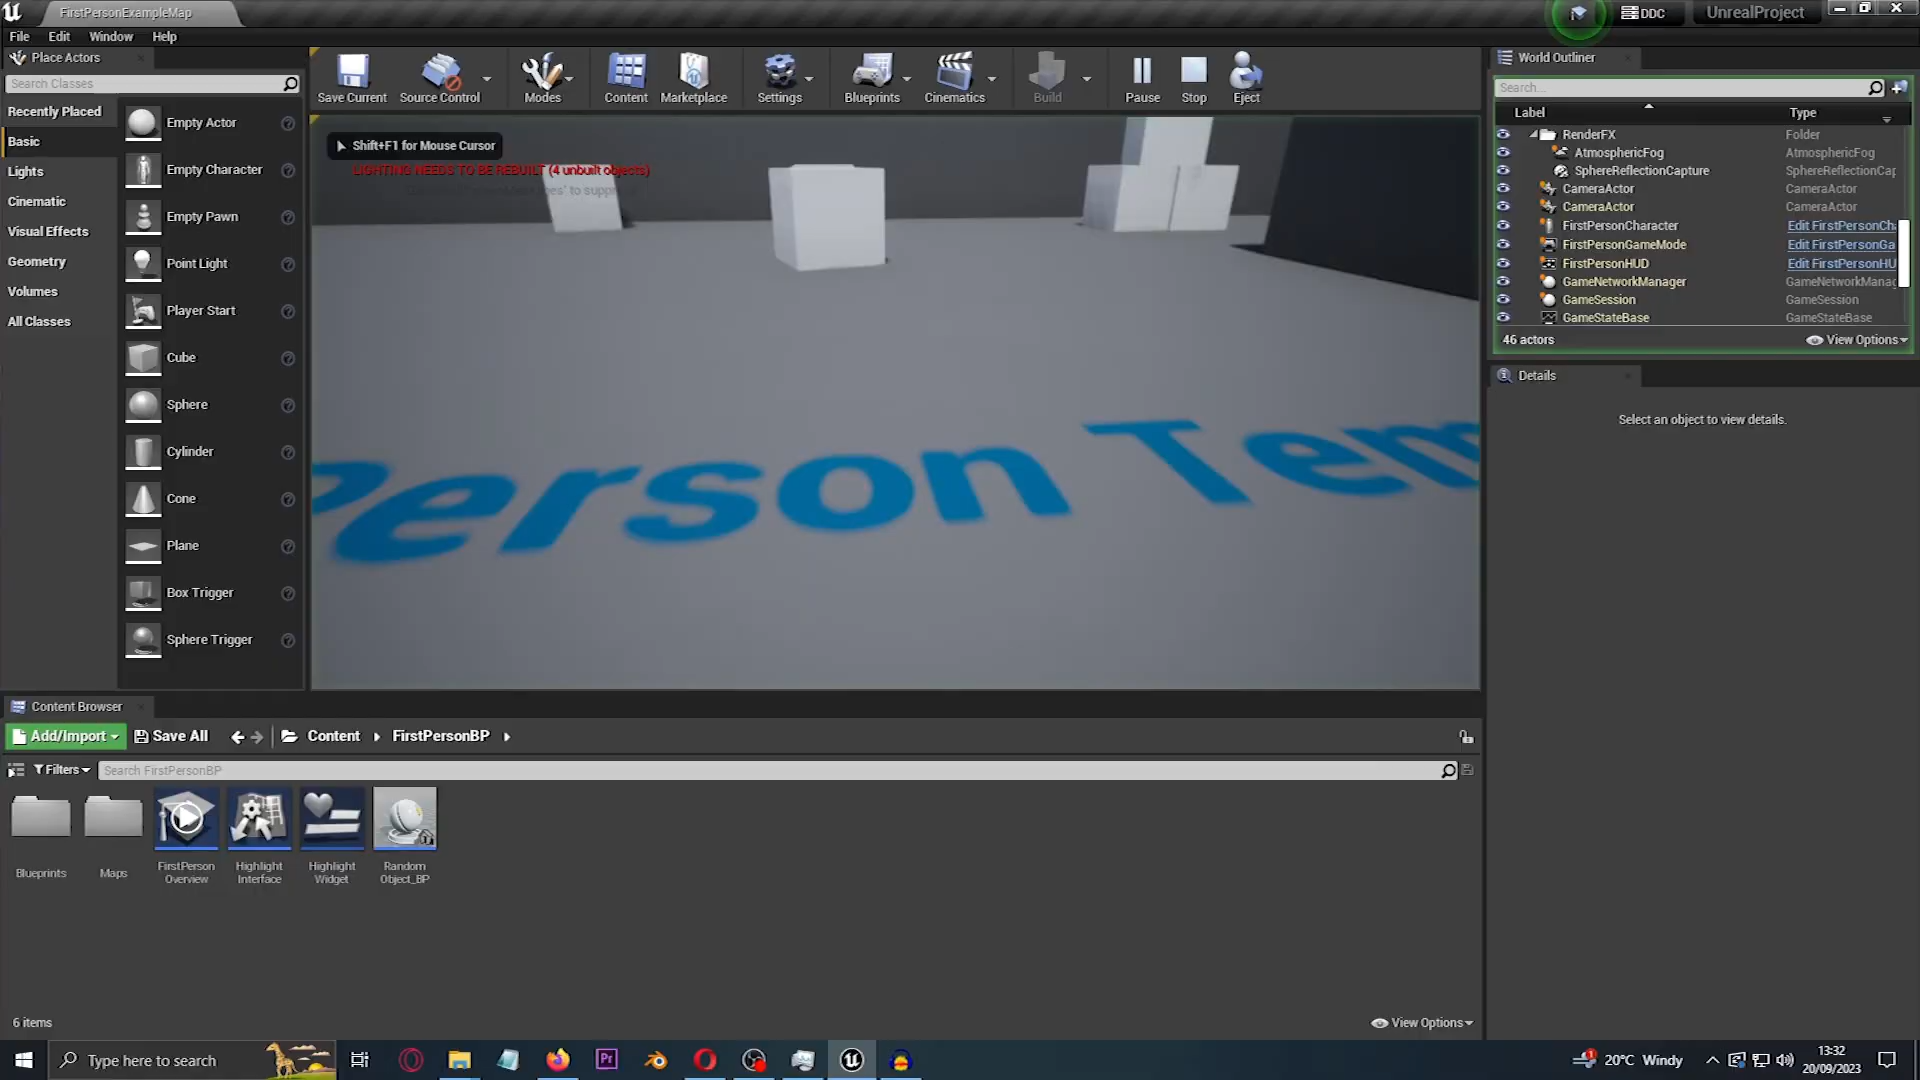 FirstPersonExampleMap
DDC
UnrealProject
File Edit Window Help
Place Actors
Search Classes
Recently Placed
Basic
Lights
Cinematic
Visual Effects
Geometry
Volumes
All Classes
Empty Actor
Empty Character
Empty Pawn
Point Light
Player Start
Cube
Sphere
Cylinder
Cone
Plane
Box Trigger
Sphere Trigger
Save Current
Source Control
Modes
Content
Marketplace
Settings
Blueprints
Cinematics
Build
Pause
Stop
Eject
Shift+F1 for Mouse Cursor
LIGHTING NEEDS TO BE REBUILT (4 unbuilt objects)
Person Tem
World Outliner
Search...
Label Type
RenderFX Folder
AtmosphericFog AtmosphericFog
SphereReflectionCapture SphereReflectionCap
CameraActor CameraActor
CameraActor CameraActor
FirstPersonCharacter Edit FirstPersonCh
FirstPersonGameMode Edit FirstPersonGa
FirstPersonHUD Edit FirstPersonHU
GameNetworkManager GameNetworkManag
GameSession GameSession
GameStateBase GameStateBase
46 actors View Options
Details
Select an object to view details.
Content Browser
Add/Import Save All Content FirstPersonBP
Filters Search FirstPersonBP
Blueprints
Maps
FirstPerson
Overview
Highlight
Interface
Highlight
Widget
Random
Object_BP
6 items View Options
Type here to search
Pr
20°C Windy
13:32
20/09/2023